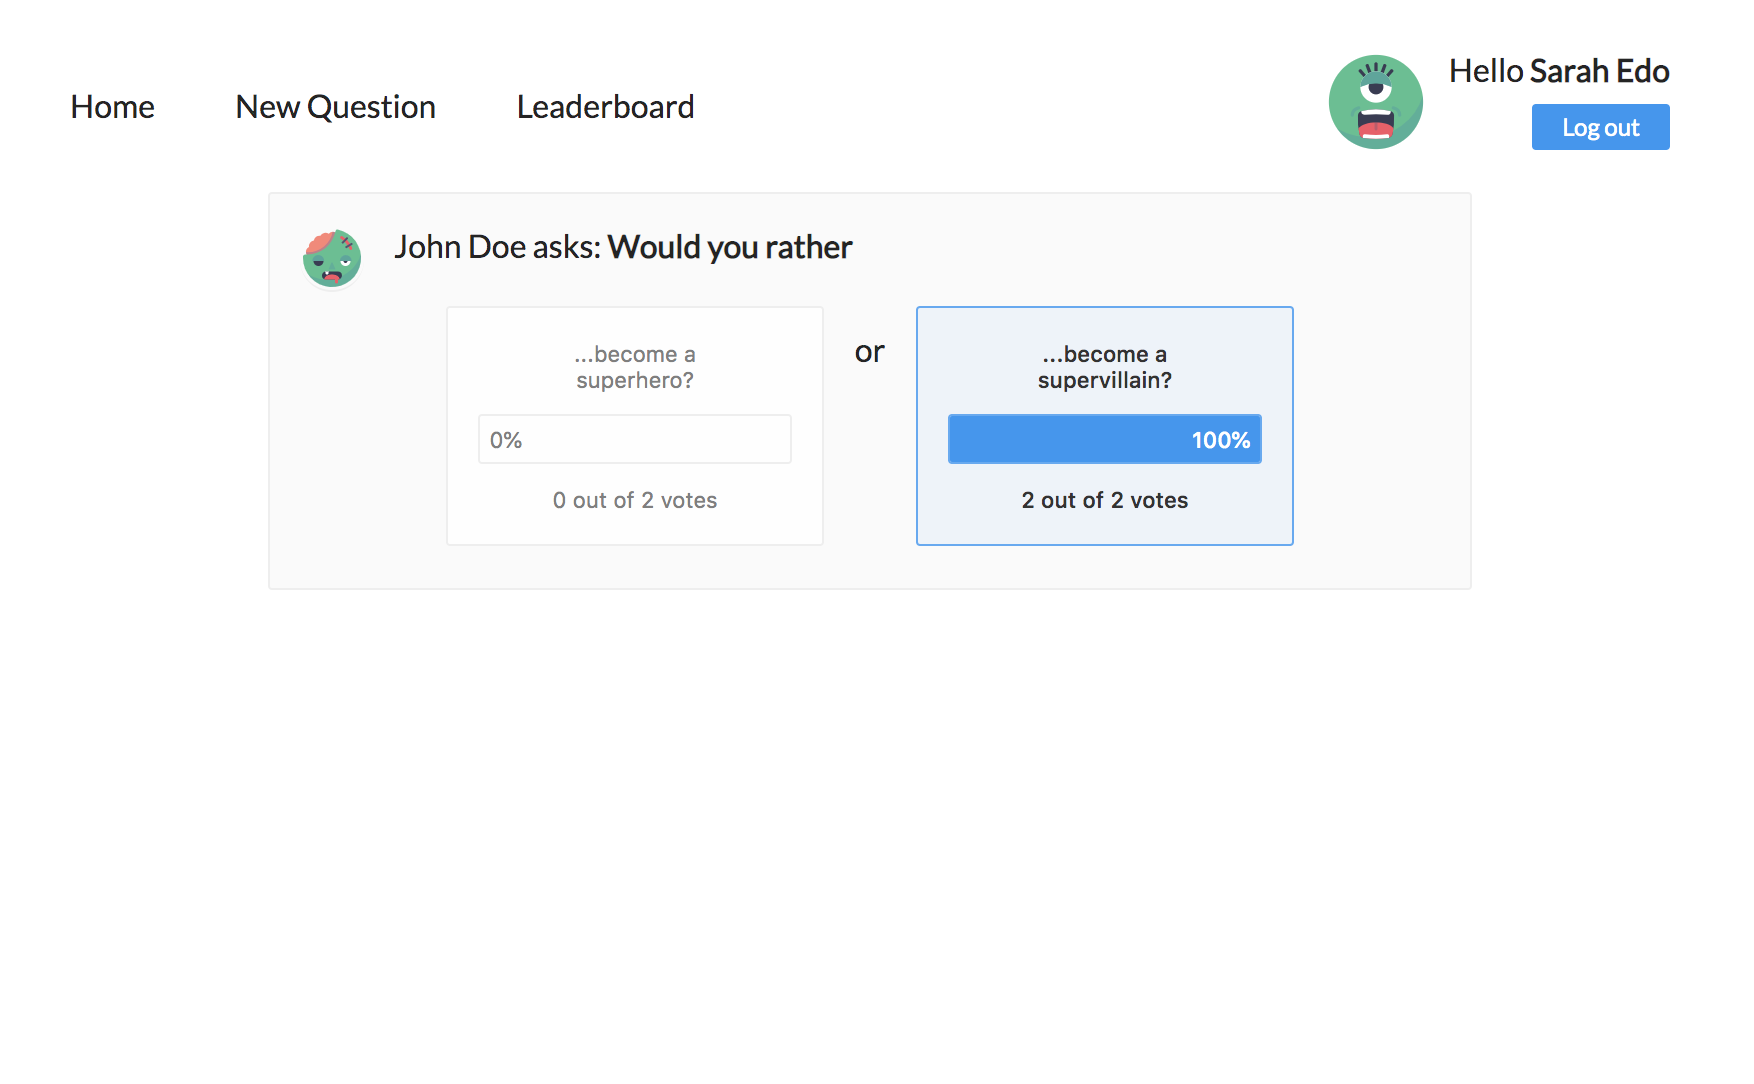 Home New Question Leaderboard
Hello Sarah Edo
Log out
John Doe asks: Would you rather
...become a
superhero?
0%
0 out of 2 votes
or
...become a
supervillain?
100%
2 out of 2 votes